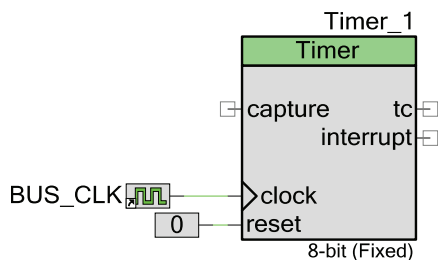 Timer_1
Timer
capture
tc
interrupt
BUS_CLK
clock
0
reset
8-bit (Fixed)